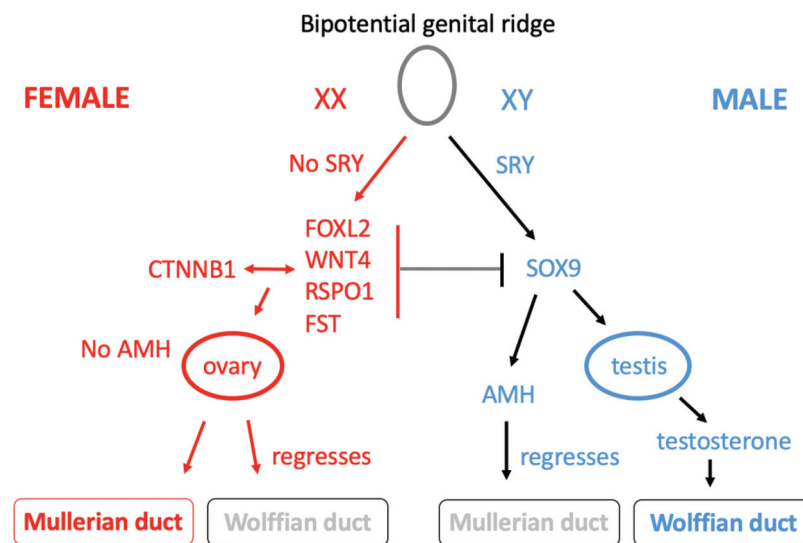 Bipotential genital ridge
FEMALE
XX
XY
MALE
No SRY
SRY
FOXL2
WNT4
RSPO1
FST
CTNNB1
SOX9
No AMH
ovary
testis
AMH
testosterone
regresses
regresses
Mullerian duct
Wolffian duct
Mullerian duct
Wolffian duct